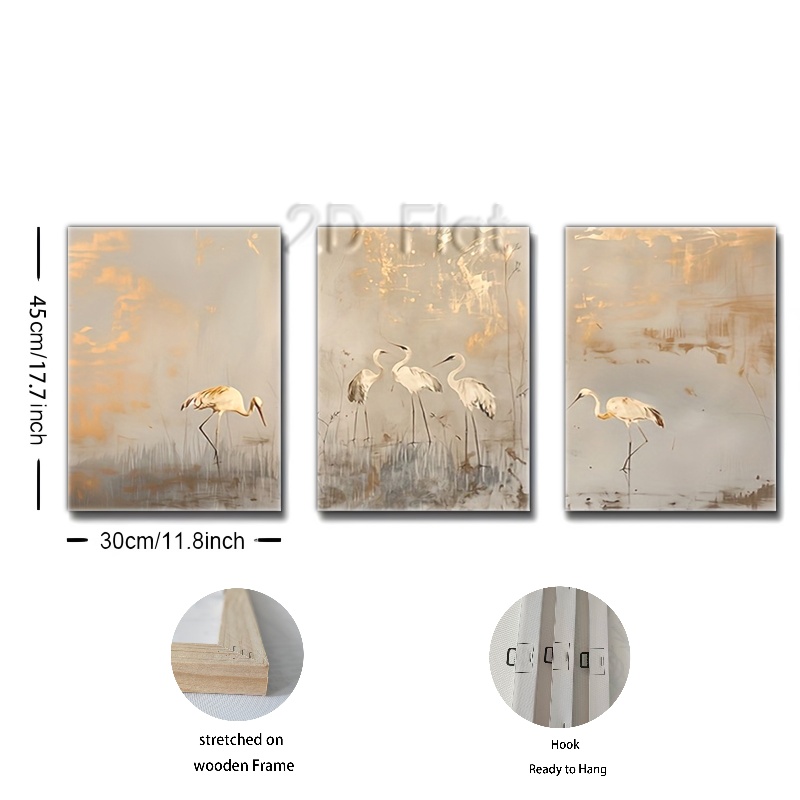 2D Flat
45cm/17.7inch
30cm/11.8inch
stretched on
wooden Frame
Hook
Ready to Hang